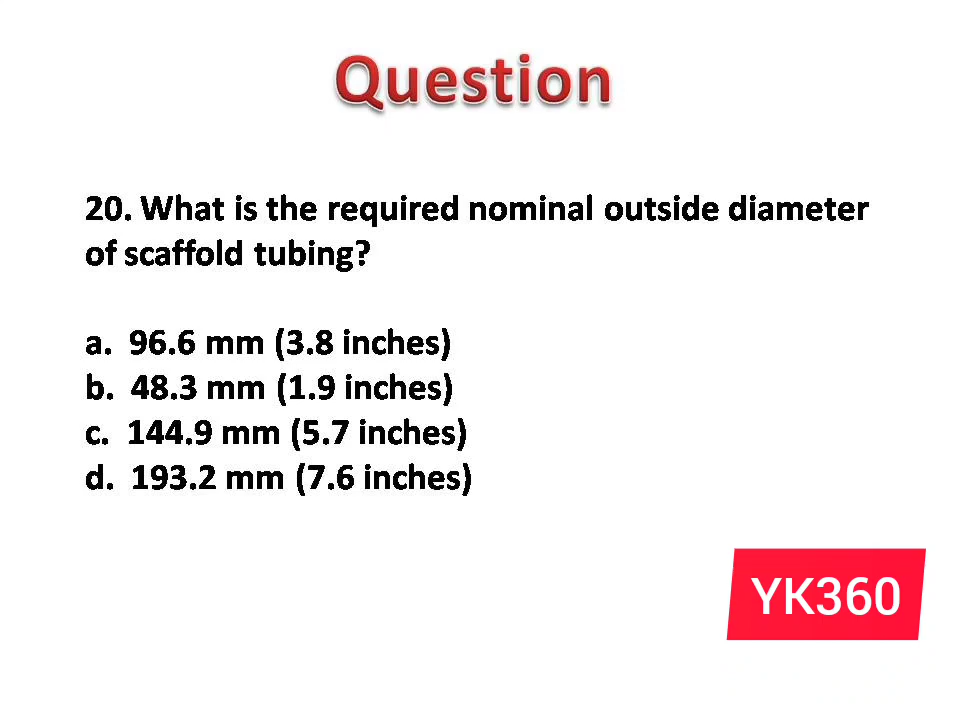 Question
20. What is the required nominal outside diameter
of scaffold tubing?
a. 96.6 mm (3.8 inches)
b. 48.3 mm (1.9 inches)
c. 144.9 mm (5.7 inches)
d. 193.2 mm (7.6 inches)
YK360